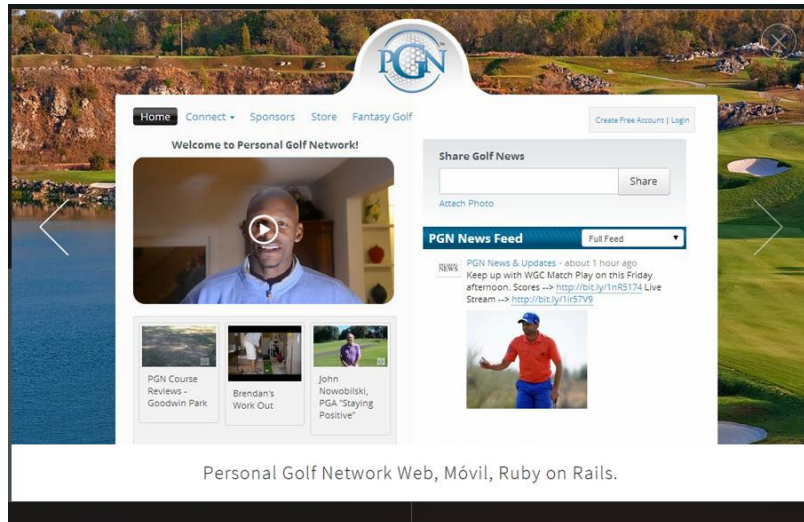 PGN
Home Connect Sponsors Store Fantasy Golf
Create Free Account | Login
Welcome to Personal Golf Network!
Share Golf News
Share
Attach Photo
PGN News Feed
Full Feed
NEWS
PGN News & Updates - about 1 hour ago
Keep up with WGC Match Play on this Friday
afternoon. Scores --> http://bit.ly/1nR5174 Live
Stream --> http://bit.ly/1ir57V9
PGN Course
Reviews -
Goodwin Park
Brendan's
Work Out
John
Nowobilski,
PGA "Staying
Positive"
Personal Golf Network Web, Móvil, Ruby on Rails.